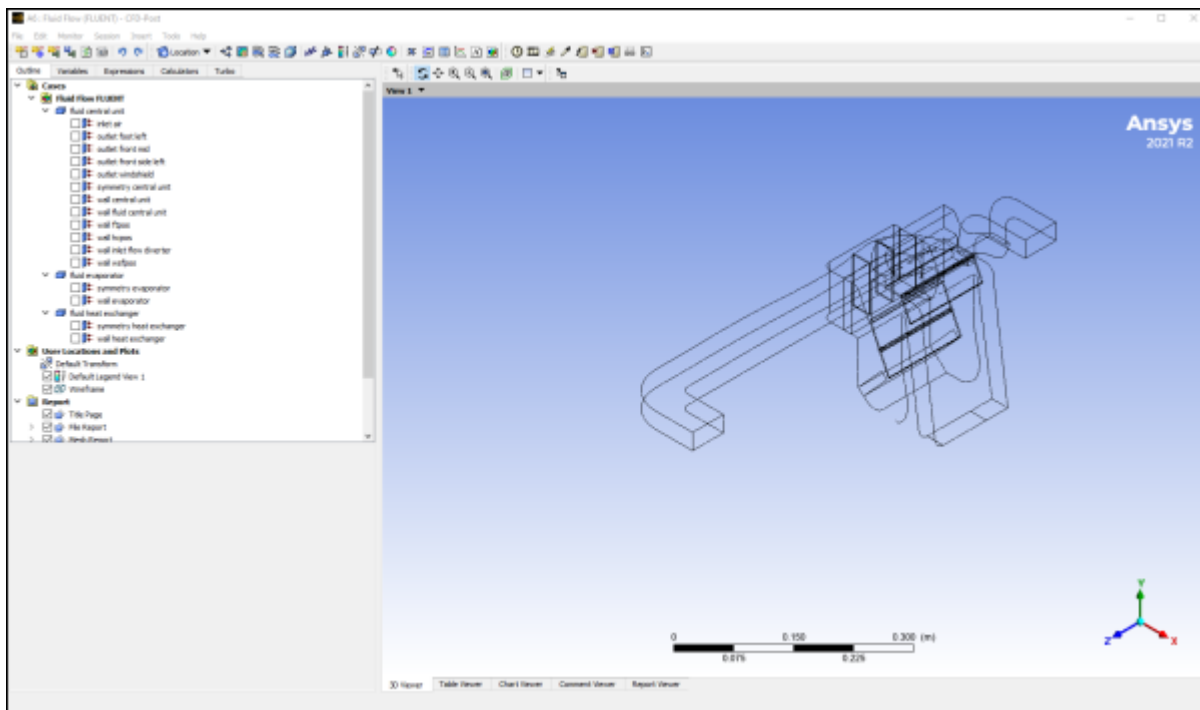 A6: Fluid Flow (FLUENT) - CFD-Post
File Edit Monitor Session Insert Tools Help
Location
Outline Variables Expressions Calculators Turbo
Cases
Fluid Flow FLUENT
fluid central unit
inlet air
outlet foot left
outlet front mid
outlet front side left
outlet windshield
symmetry central unit
wall central unit
wall fluid central unit
wall ftpos
wall hcpos
wall inlet flow diverter
wall wsfpos
fluid evaporator
symmetry evaporator
wall evaporator
fluid heat exchanger
symmetry heat exchanger
wall heat exchanger
User Locations and Plots
Default Transform
Default Legend View 1
Wireframe
Report
Title Page
File Report
Mesh Report
View 1
Ansys
2021 R2
Y
Z
X
0 0.150 0.300 (m)
0.075 0.225
3D Viewer Table Viewer Chart Viewer Comment Viewer Report Viewer